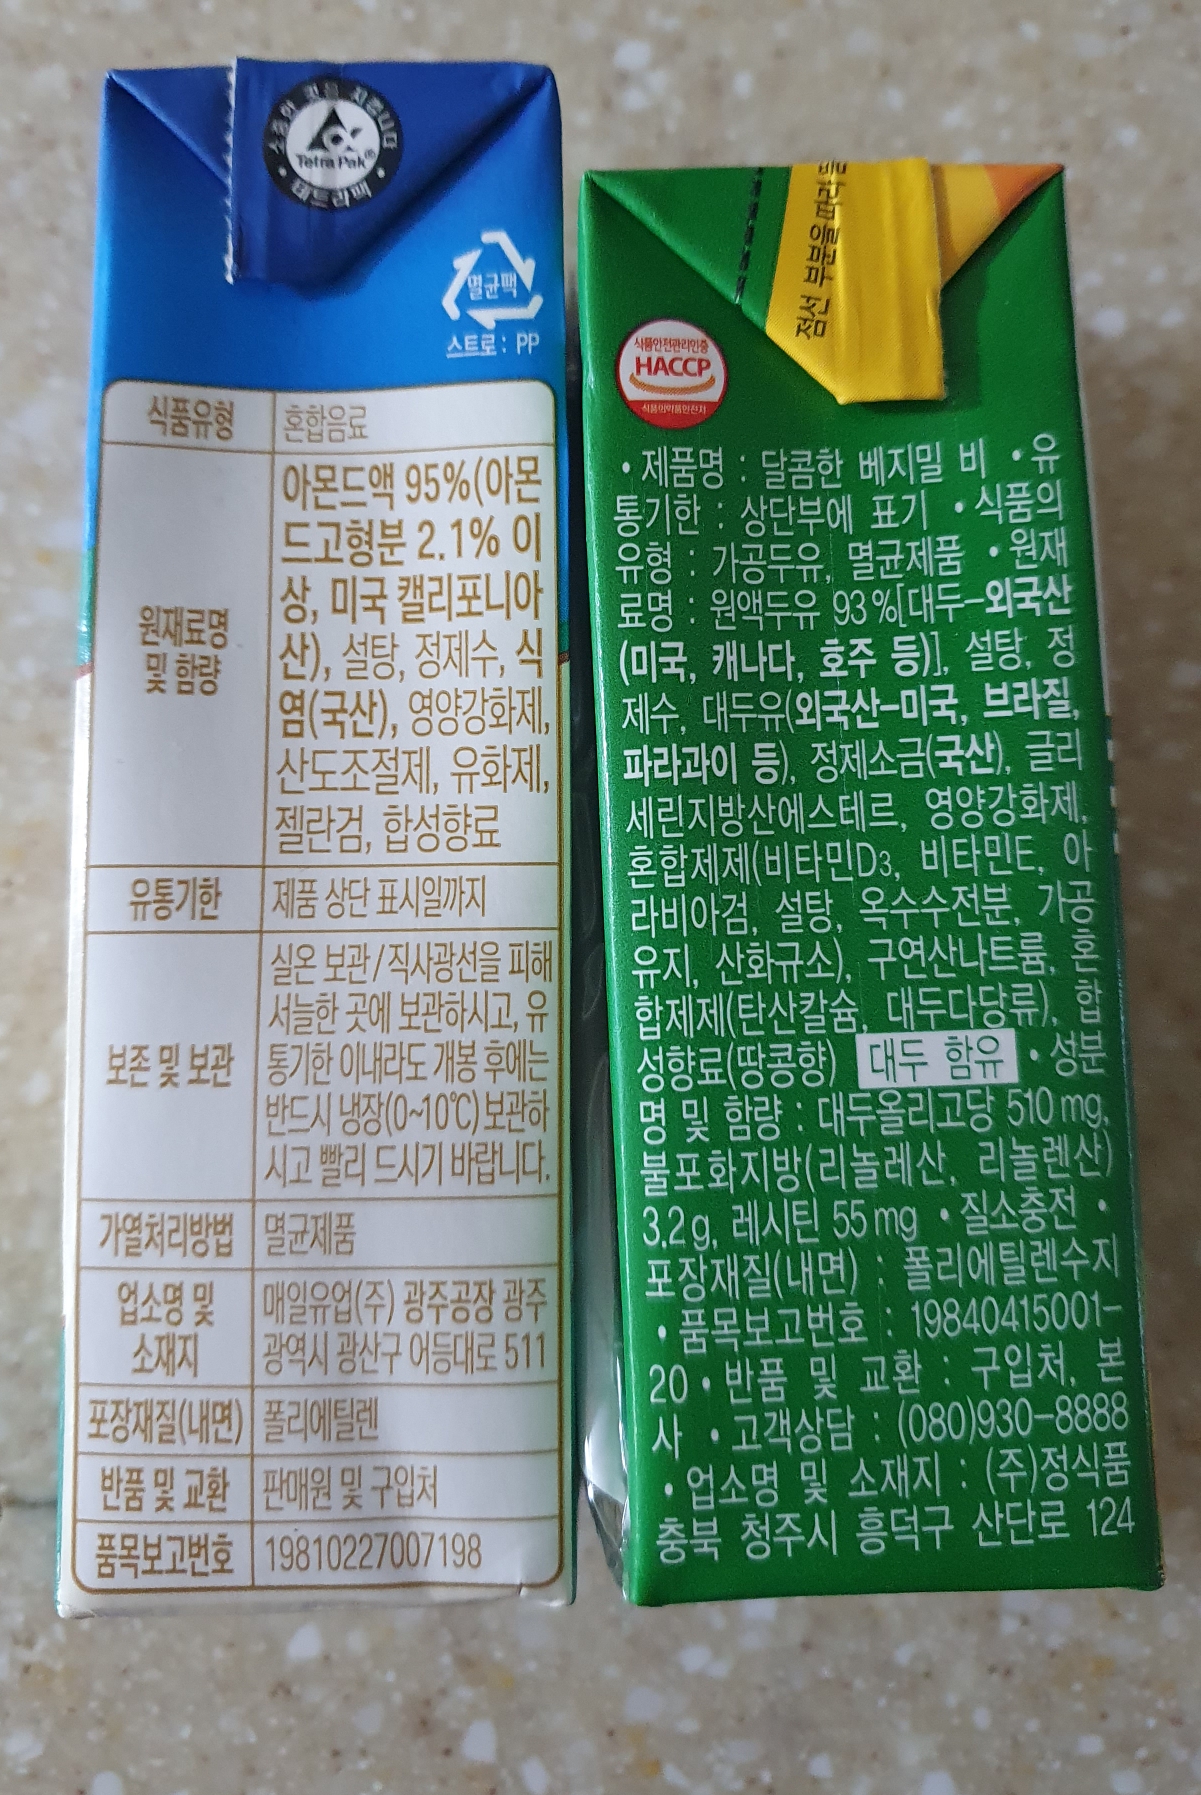 소중한 것을 지킵니다
Tetra Pak®
테트라팩
멸균팩
스트로: PP
식품유형
혼합음료
원재료명
및 함량
아몬드액 95%(아몬
드고형분 2.1% 이
상, 미국 캘리포니아
산), 설탕, 정제수, 식
염(국산), 영양강화제,
산도조절제, 유화제,
젤란검, 합성향료
유통기한
제품 상단 표시일까지
보존 및 보관
실온 보관/직사광선을 피해
서늘한 곳에 보관하시고, 유
통기한 이내라도 개봉 후에는
반드시 냉장(0~10℃) 보관하
시고 빨리 드시기 바랍니다.
가열처리방법
멸균제품
업소명 및
소재지
매일유업(주) 광주공장 광주
광역시 광산구 어등대로 511
포장재질(내면)
폴리에틸렌
반품 및 교환
판매원 및 구입처
품목보고번호
19810227007198
점선 부분을 따라
식품안전관리인증
HACCP
식품의약품안전처
• 제품명 : 달콤한 베지밀 비 • 유
통기한 : 상단부에 표기 • 식품의
유형 : 가공두유, 멸균제품 • 원재
료명 : 원액두유 93%[대두-외국산
(미국, 캐나다, 호주 등)], 설탕, 정
제수, 대두유(외국산-미국, 브라질,
파라과이 등), 정제소금(국산), 글리
세린지방산에스테르, 영양강화제,
혼합제제(비타민D3, 비타민E, 아
라비아검, 설탕, 옥수수전분, 가공
유지, 산화규소), 구연산나트륨, 혼
합제제(탄산칼슘, 대두다당류), 합
성향료(땅콩향) 대두 함유 • 성분
명 및 함량 : 대두올리고당 510mg,
불포화지방(리놀레산, 리놀렌산)
3.2g, 레시틴 55mg • 질소충전 •
포장재질(내면) : 폴리에틸렌수지
• 품목보고번호 : 19840415001-
20 • 반품 및 교환 : 구입처, 본
사 • 고객상담 : (080)930-8888
• 업소명 및 소재지 : (주)정식품
충북 청주시 흥덕구 산단로 124